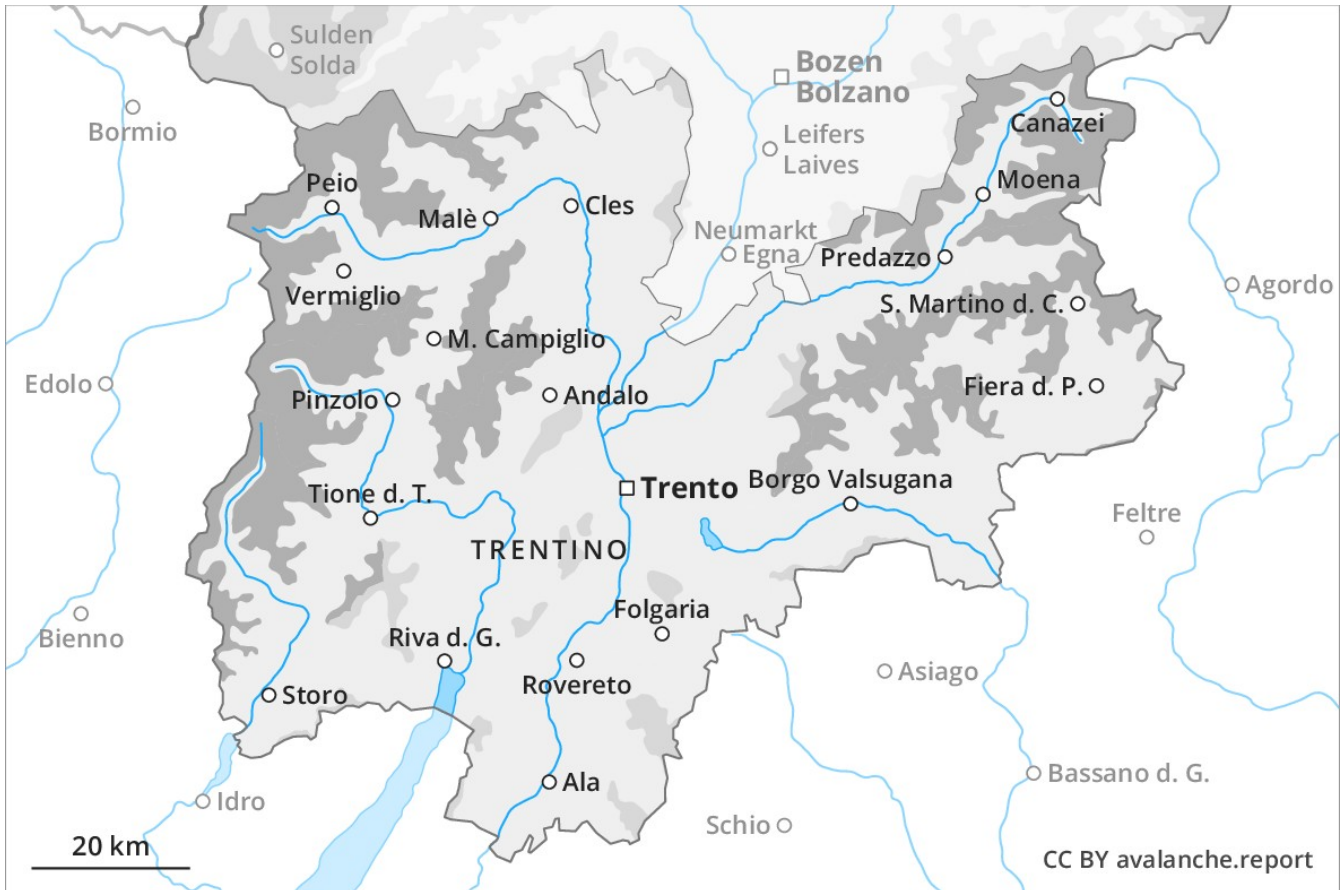 Sulden
Solda
Bozen
Bolzano
Bormio
Canazei
Leifers
Laives
Peio
Moena
Malè
Cles
Neumarkt
Egna
Predazzo
Vermiglio
Agordo
S. Martino d. C.
M. Campiglio
Edolo
Pinzolo
Andalo
Fiera d. P.
Tione d. T.
Trento
Borgo Valsugana
Feltre
TRENTINO
Bienno
Folgaria
Riva d. G.
Asiago
Rovereto
Storo
Bassano d. G.
Ala
Idro
Schio
20 km
CC BY avalanche.report